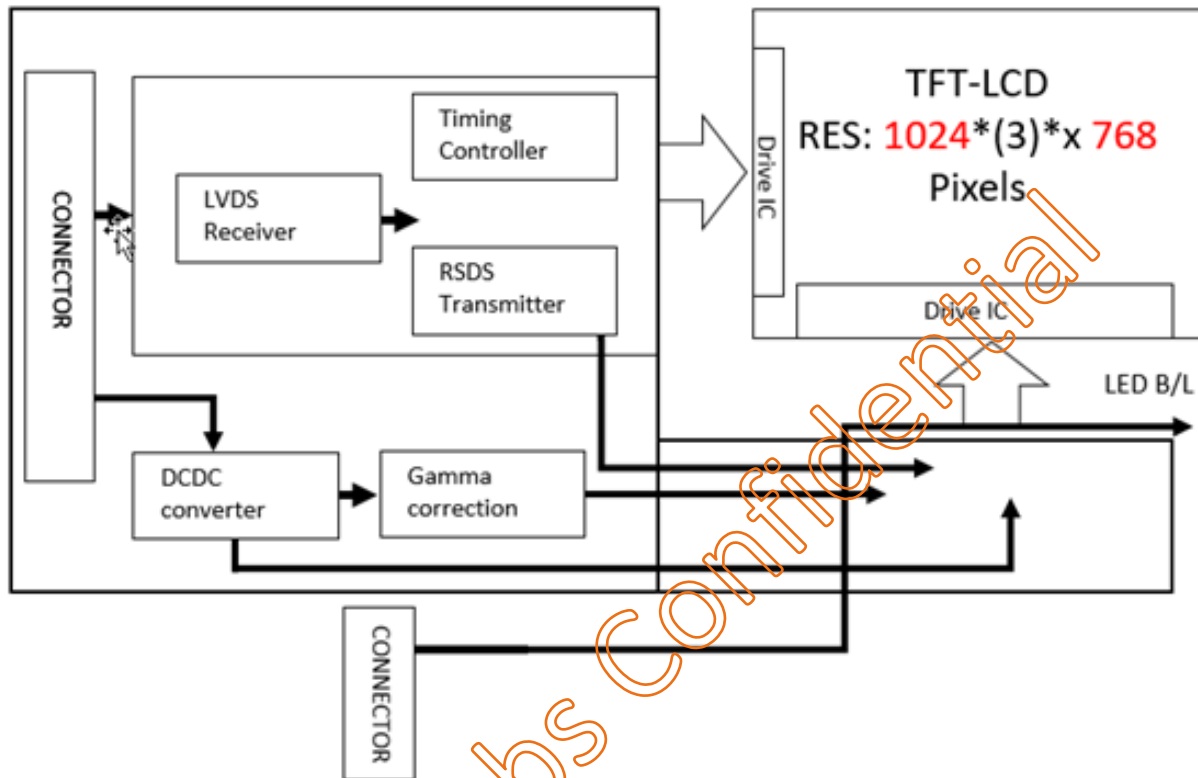 CONNECTOR
Timing
Controller
LVDS
Receiver
RSDS
Transmitter
DCDC
converter
Gamma
correction
CONNECTOR
TFT-LCD
RES: 1024*(3)*x 768
Pixels
Drive IC
Drive IC
LED B/L
bs Confidential